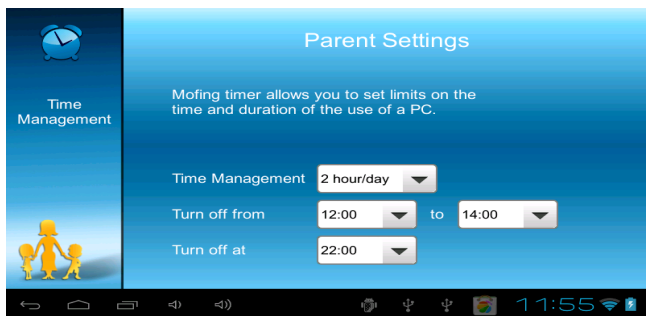 Parent Settings
Time
Management
Mofing timer allows you to set limits on the
time and duration of the use of a PC.
Time Management 2 hour/day
Turn off from 12:00 to 14:00
Turn off at 22:00
11:55